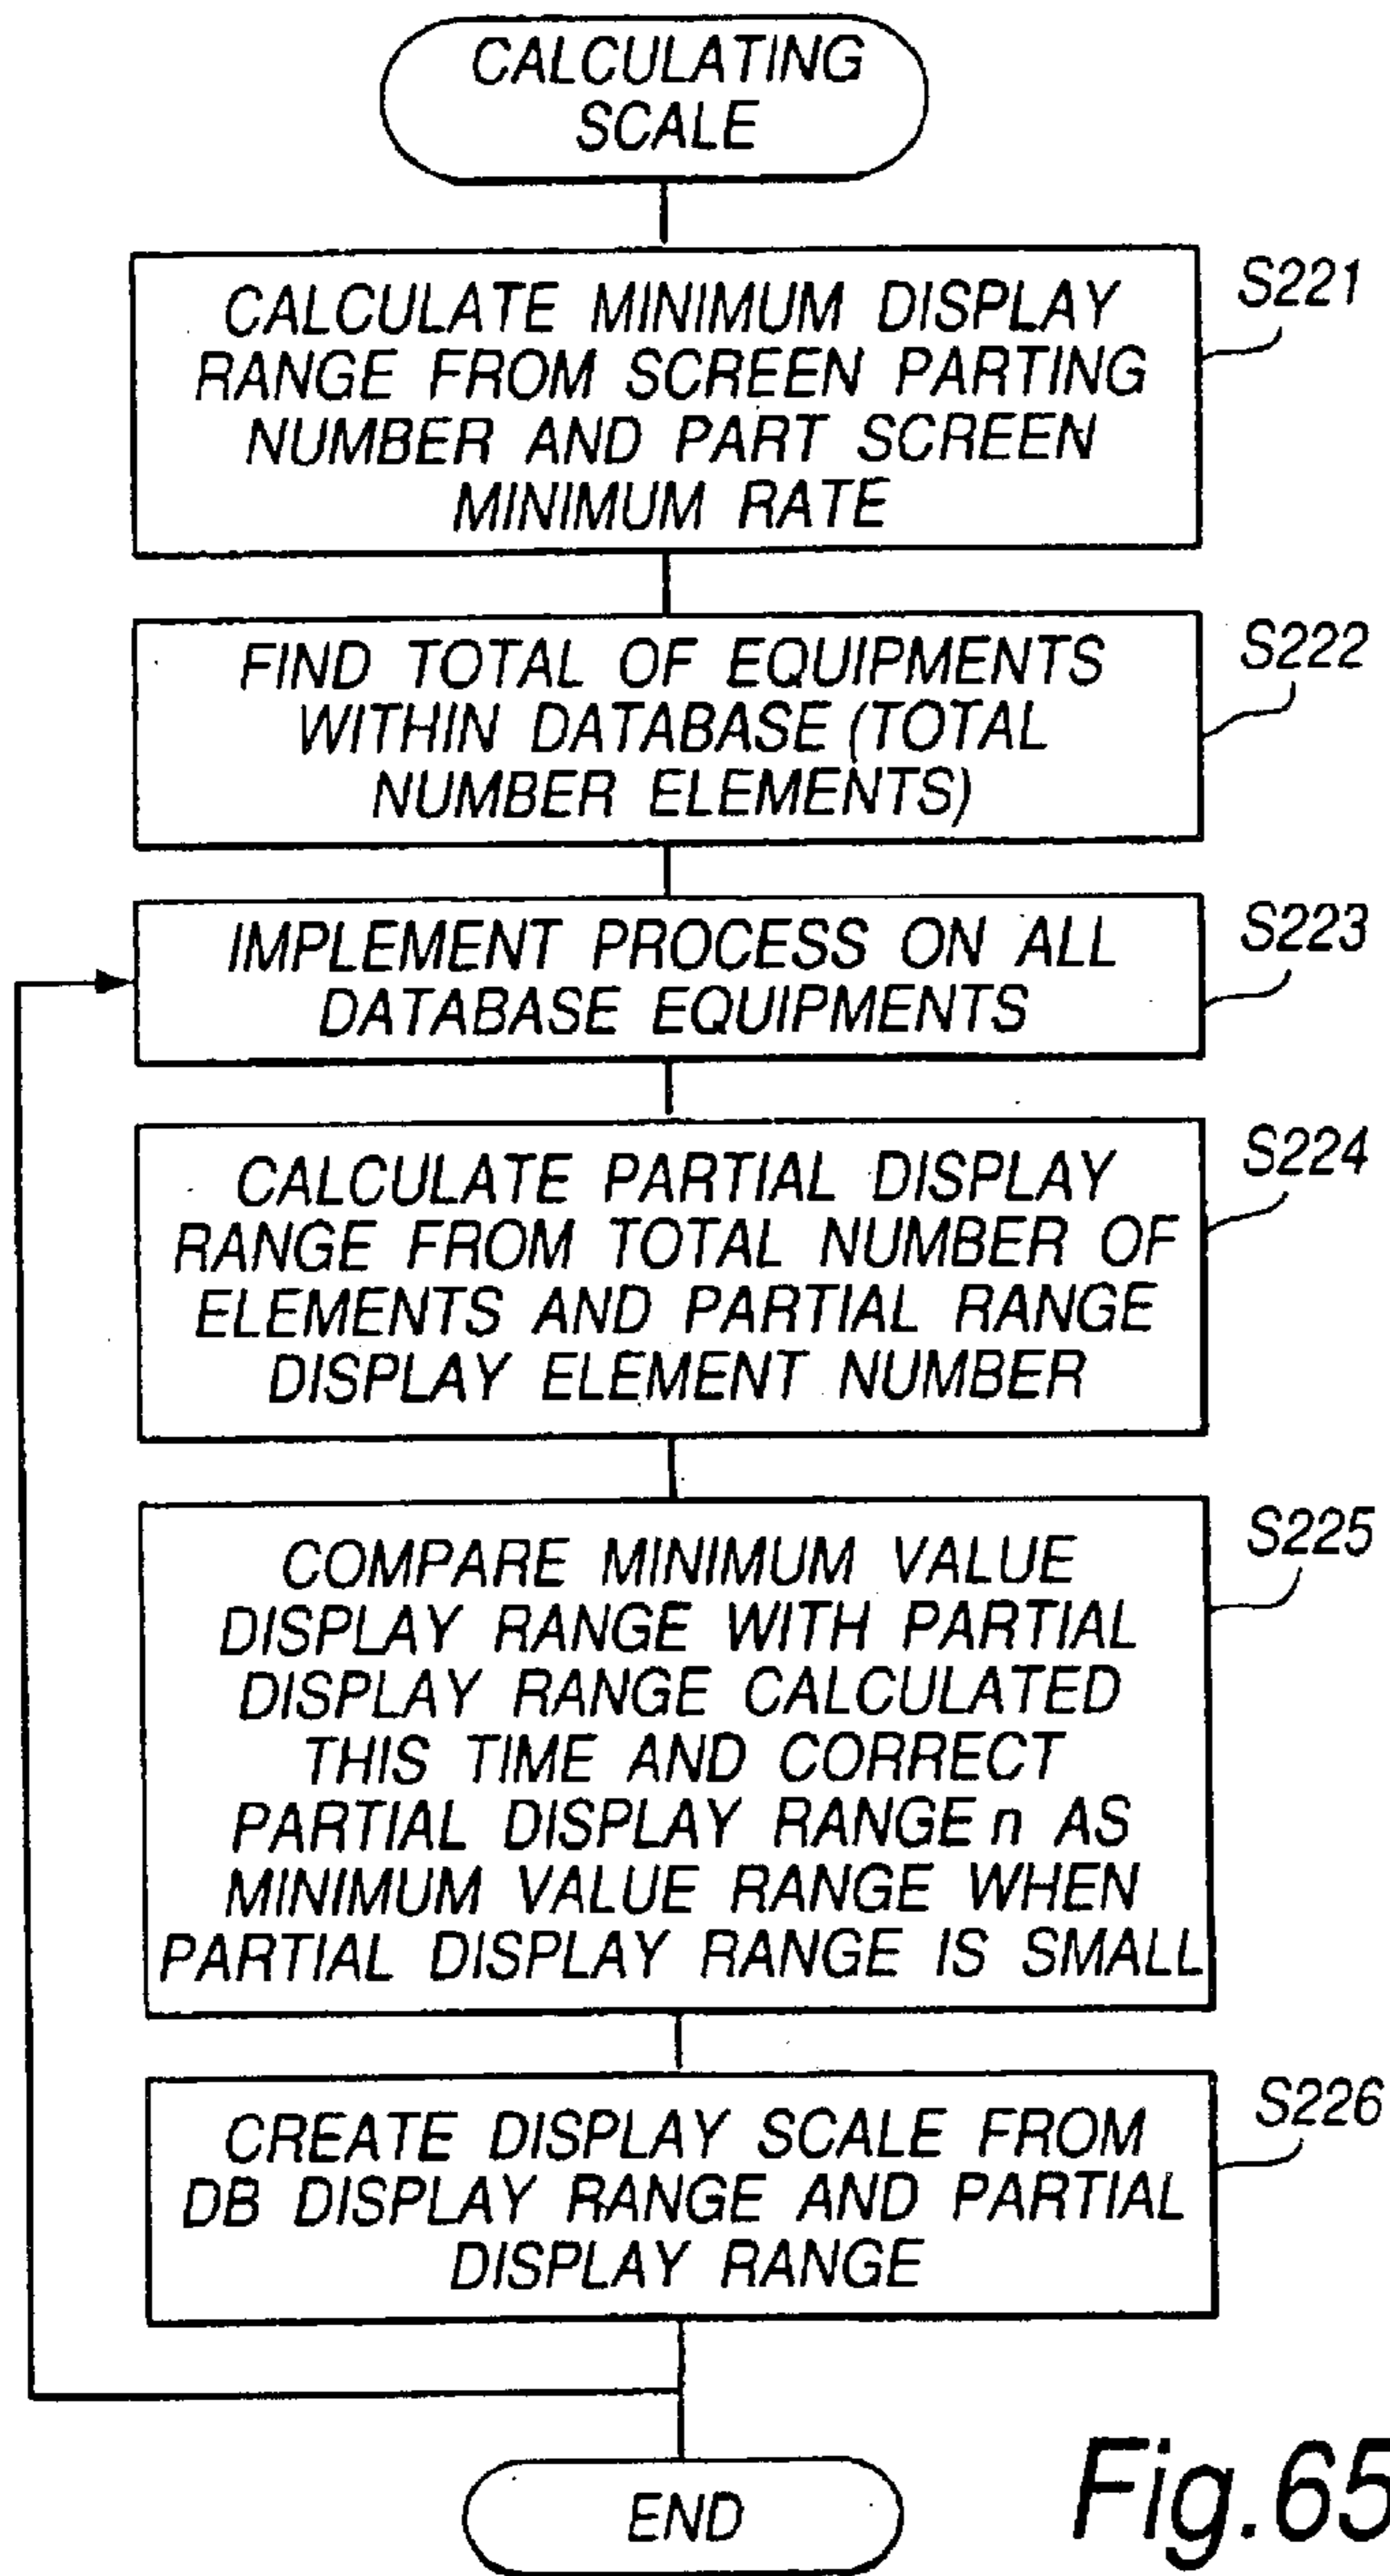 CALCULATING
SCALE
S221
CALCULATE MINIMUM DISPLAY
RANGE FROM SCREEN PARTING
NUMBER AND PART SCREEN
MINIMUM RATE
S222
FIND TOTAL OF EQUIPMENTS
WITHIN DATABASE (TOTAL
NUMBER ELEMENTS)
S223
IMPLEMENT PROCESS ON ALL
DATABASE EQUIPMENTS
S224
CALCULATE PARTIAL DISPLAY
RANGE FROM TOTAL NUMBER OF
ELEMENTS AND PARTIAL RANGE
DISPLAY ELEMENT NUMBER
S225
COMPARE MINIMUM VALUE
DISPLAY RANGE WITH PARTIAL
DISPLAY RANGE CALCULATED
THIS TIME AND CORRECT
PARTIAL DISPLAY RANGE n AS
MINIMUM VALUE RANGE WHEN
PARTIAL DISPLAY RANGE IS SMALL
S226
CREATE DISPLAY SCALE FROM
DB DISPLAY RANGE AND PARTIAL
DISPLAY RANGE
END
Fig.65